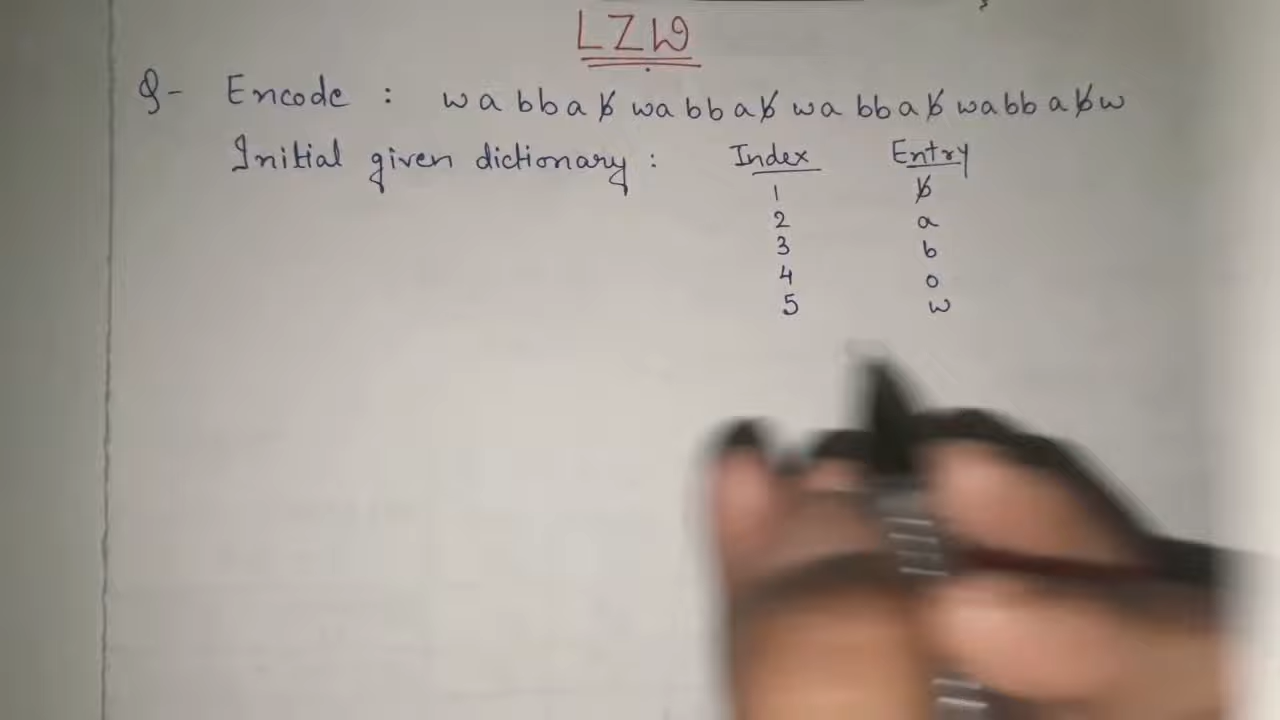 LZW
Q- Encode : w a b b a ƀ w a b b a ƀ w a b b a ƀ w a b b a ƀ w
Initial given dictionary : Index Entry
1 ƀ
2 a
3 b
4 o
5 w